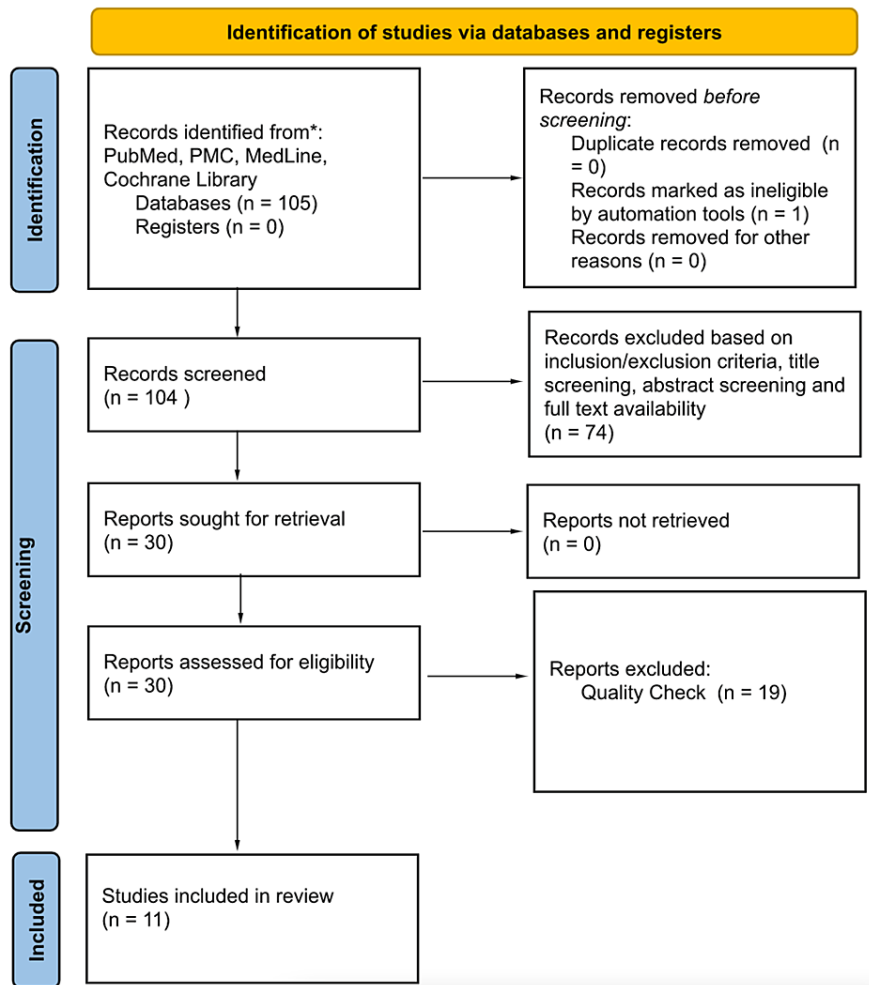 Identification of studies via databases and registers
Identification
Records identified from*:
PubMed, PMC, MedLine,
Cochrane Library
Databases (n = 105)
Registers (n = 0)
Records removed before
screening:
Duplicate records removed (n
= 0)
Records marked as ineligible
by automation tools (n = 1)
Records removed for other
reasons (n = 0)
Screening
Records screened
(n = 104 )
Records excluded based on
inclusion/exclusion criteria, title
screening, abstract screening and
full text availability
(n = 74)
Reports sought for retrieval
(n = 30)
Reports not retrieved
(n = 0)
Reports assessed for eligibility
(n = 30)
Reports excluded:
Quality Check (n = 19)
Included
Studies included in review
(n = 11)